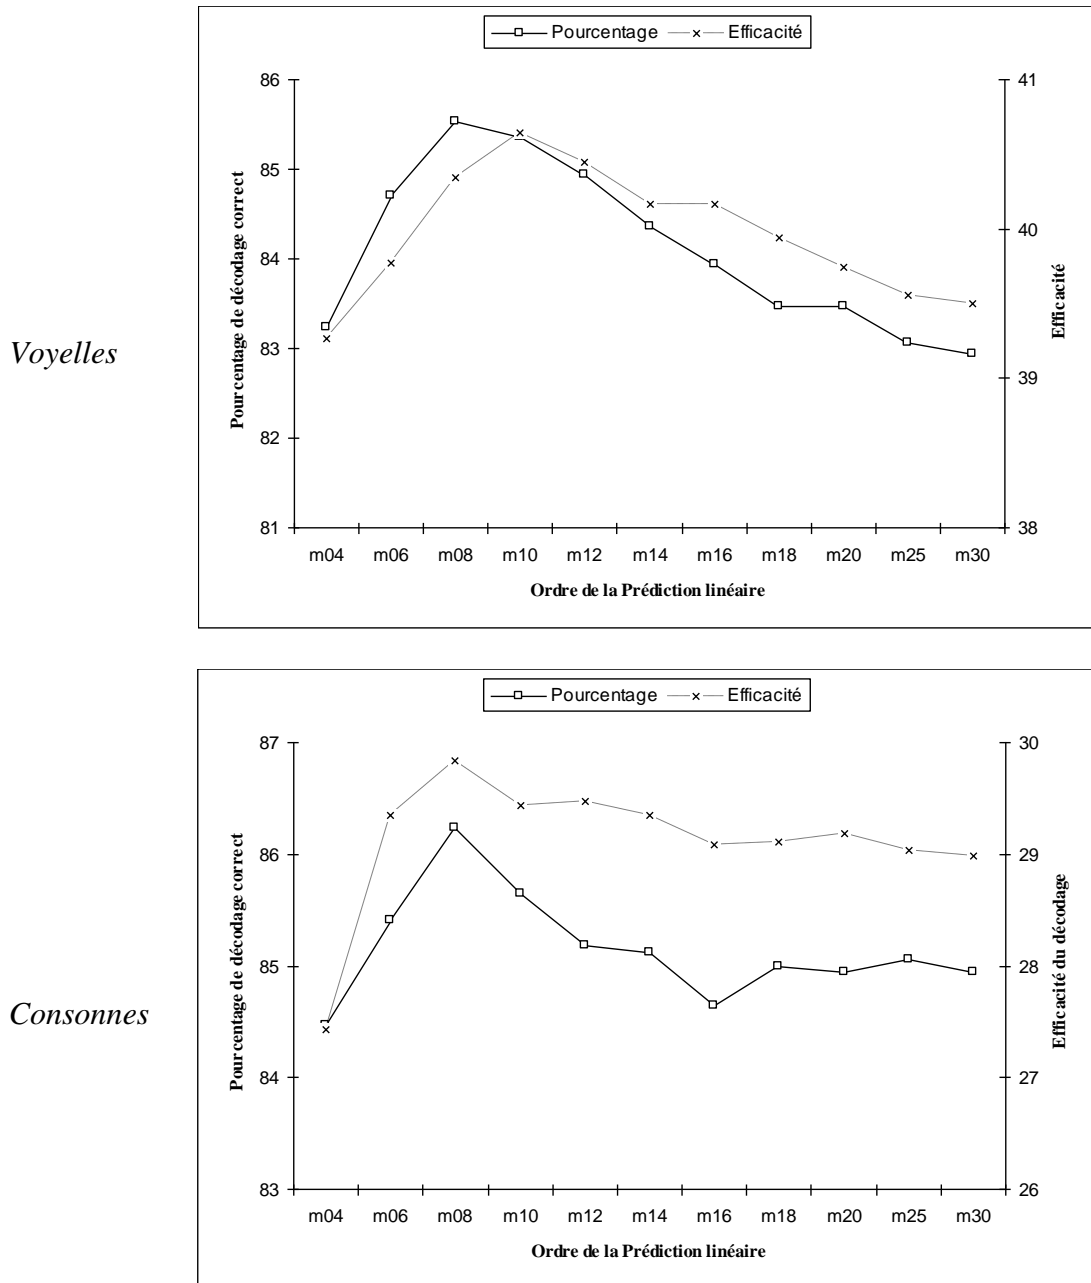 Voyelles
Pourcentage Efficacité
86
85
84
83
82
81
Pourcentage de décodage correct
41
40
39
38
Efficacité
m04 m06 m08 m10 m12 m14 m16 m18 m20 m25 m30
Ordre de la Prédiction linéaire
Consonnes
Pourcentage Efficacité
87
86
85
84
83
Pourcentage de décodage correct
30
29
28
27
26
Efficacité du décodage
m04 m06 m08 m10 m12 m14 m16 m18 m20 m25 m30
Ordre de la Prédiction linéaire